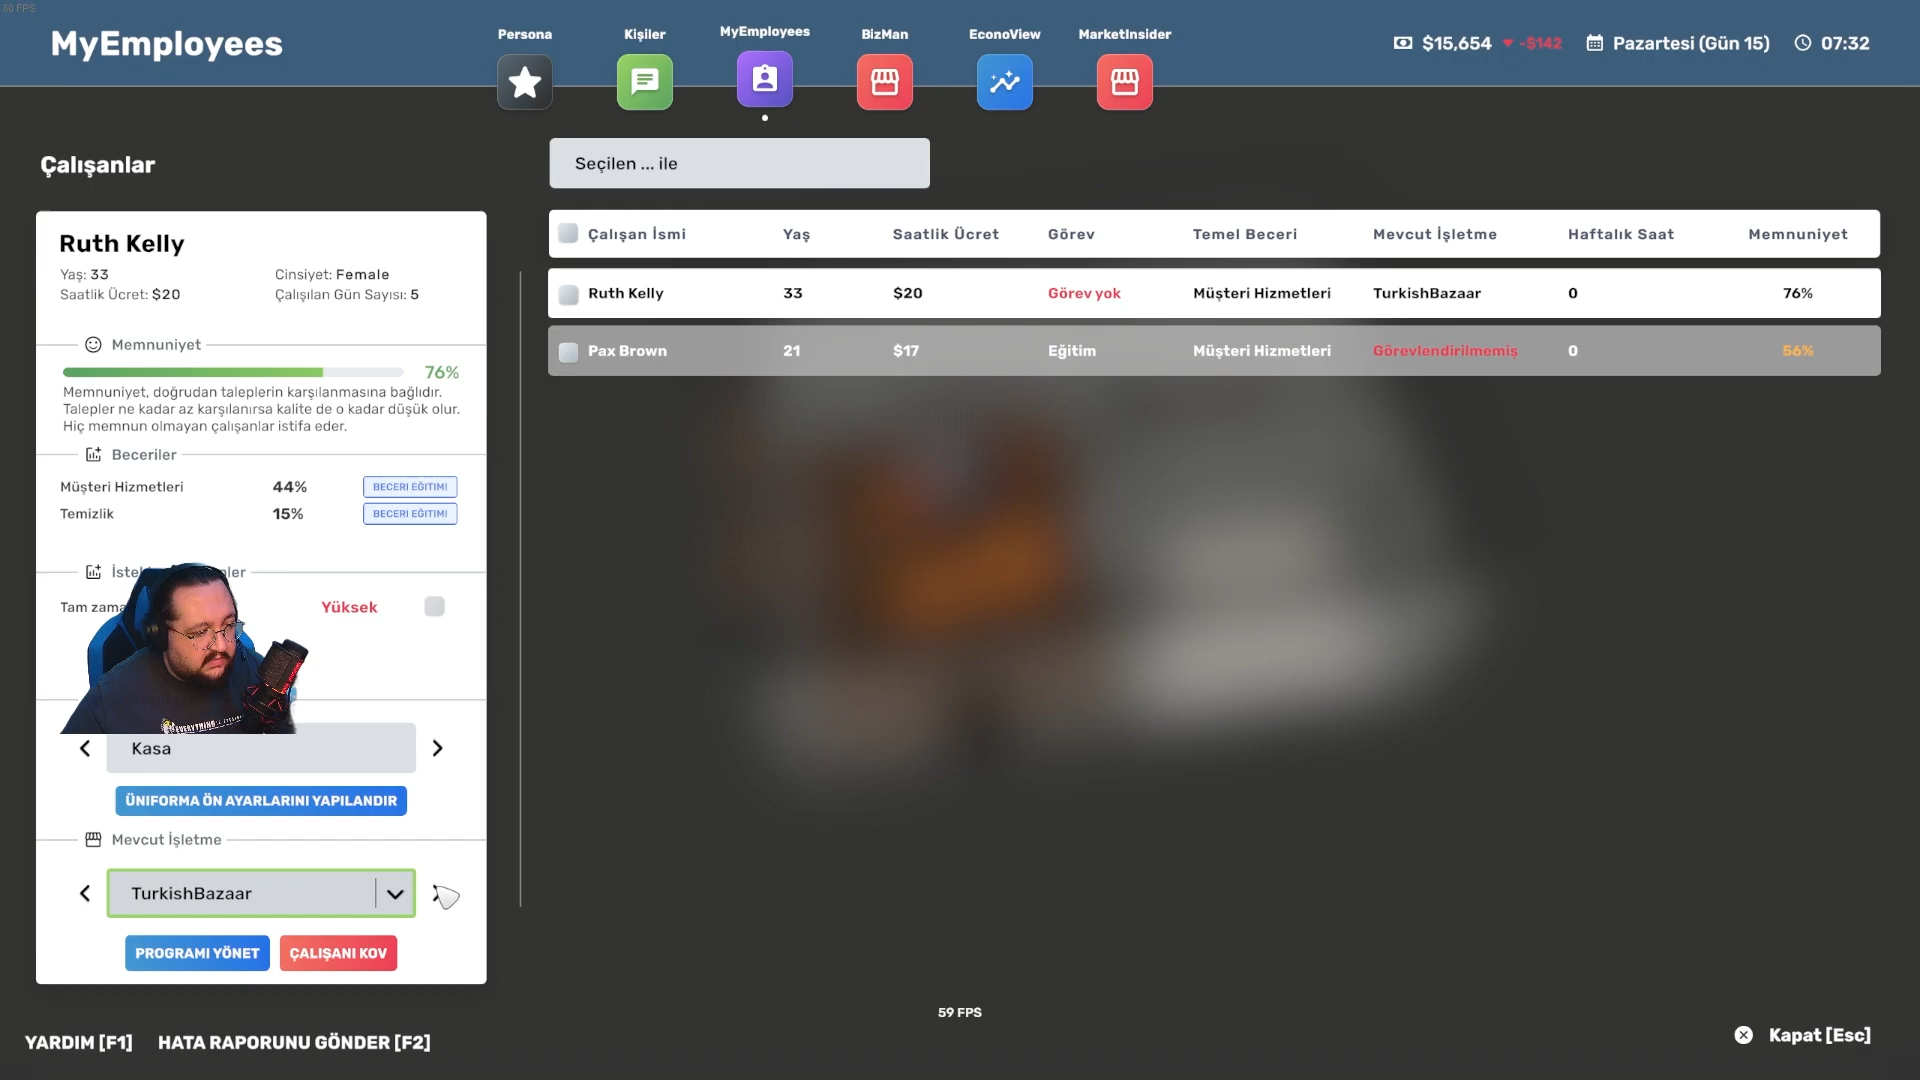 60 FPS
MyEmployees
Persona
Kişiler
MyEmployees
BizMan
EconoView
MarketInsider
$15,654 -$142
Pazartesi (Gün 15)
07:32
Çalışanlar
Seçilen ... ile
Ruth Kelly
Yaş: 33
Cinsiyet: Female
Saatlik Ücret: $20
Çalışılan Gün Sayısı: 5
Memnuniyet
76%
Memnuniyet, doğrudan taleplerin karşılanmasına bağlıdır.
Talepler ne kadar az karşılanırsa kalite de o kadar düşük olur.
Hiç memnun olmayan çalışanlar istifa eder.
Beceriler
Müşteri Hizmetleri 44% BECERI EĞITIMI
Temizlik 15% BECERI EĞITIMI
Yüksek
Kasa
ÜNIFORMA ÖN AYARLARINI YAPILANDIR
Mevcut İşletme
TurkishBazaar
PROGRAMI YÖNET
ÇALIŞANI KOV
Çalışan İsmi Yaş Saatlik Ücret Görev Temel Beceri Mevcut İşletme Haftalık Saat Memnuniyet
Ruth Kelly 33 $20 Görev yok Müşteri Hizmetleri TurkishBazaar 0 76%
Pax Brown 21 $17 Eğitim Müşteri Hizmetleri Görevlendirilmemiş 0 56%
59 FPS
YARDIM [F1] HATA RAPORUNU GÖNDER [F2]
Kapat [Esc]